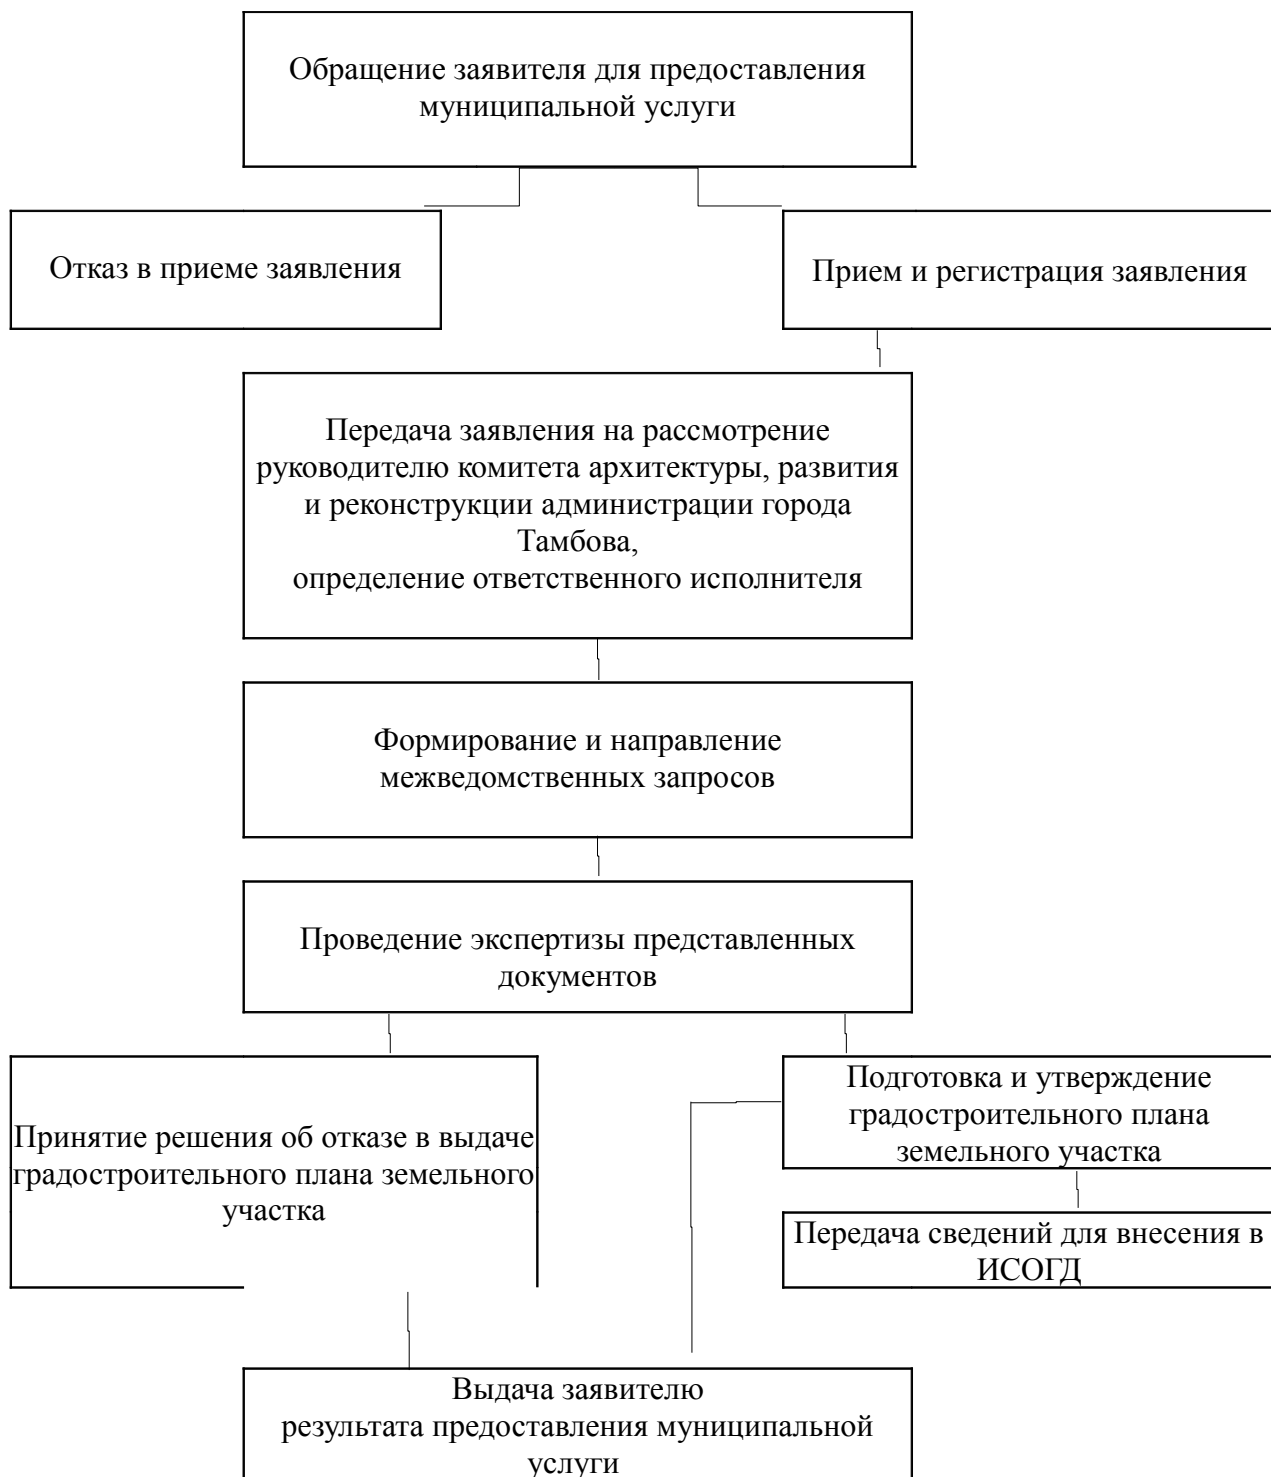 Обращение заявителя для предоставления
муниципальной услуги
Отказ в приеме заявления
Прием и регистрация заявления
Передача заявления на рассмотрение
руководителю комитета архитектуры, развития
и реконструкции администрации города
Тамбова,
определение ответственного исполнителя
Формирование и направление
межведомственных запросов
Проведение экспертизы представленных
документов
Принятие решения об отказе в выдаче
градостроительного плана земельного
участка
Подготовка и утверждение
градостроительного плана
земельного участка
Передача сведений для внесения в
ИСОГД
Выдача заявителю
результата предоставления муниципальной
услуги